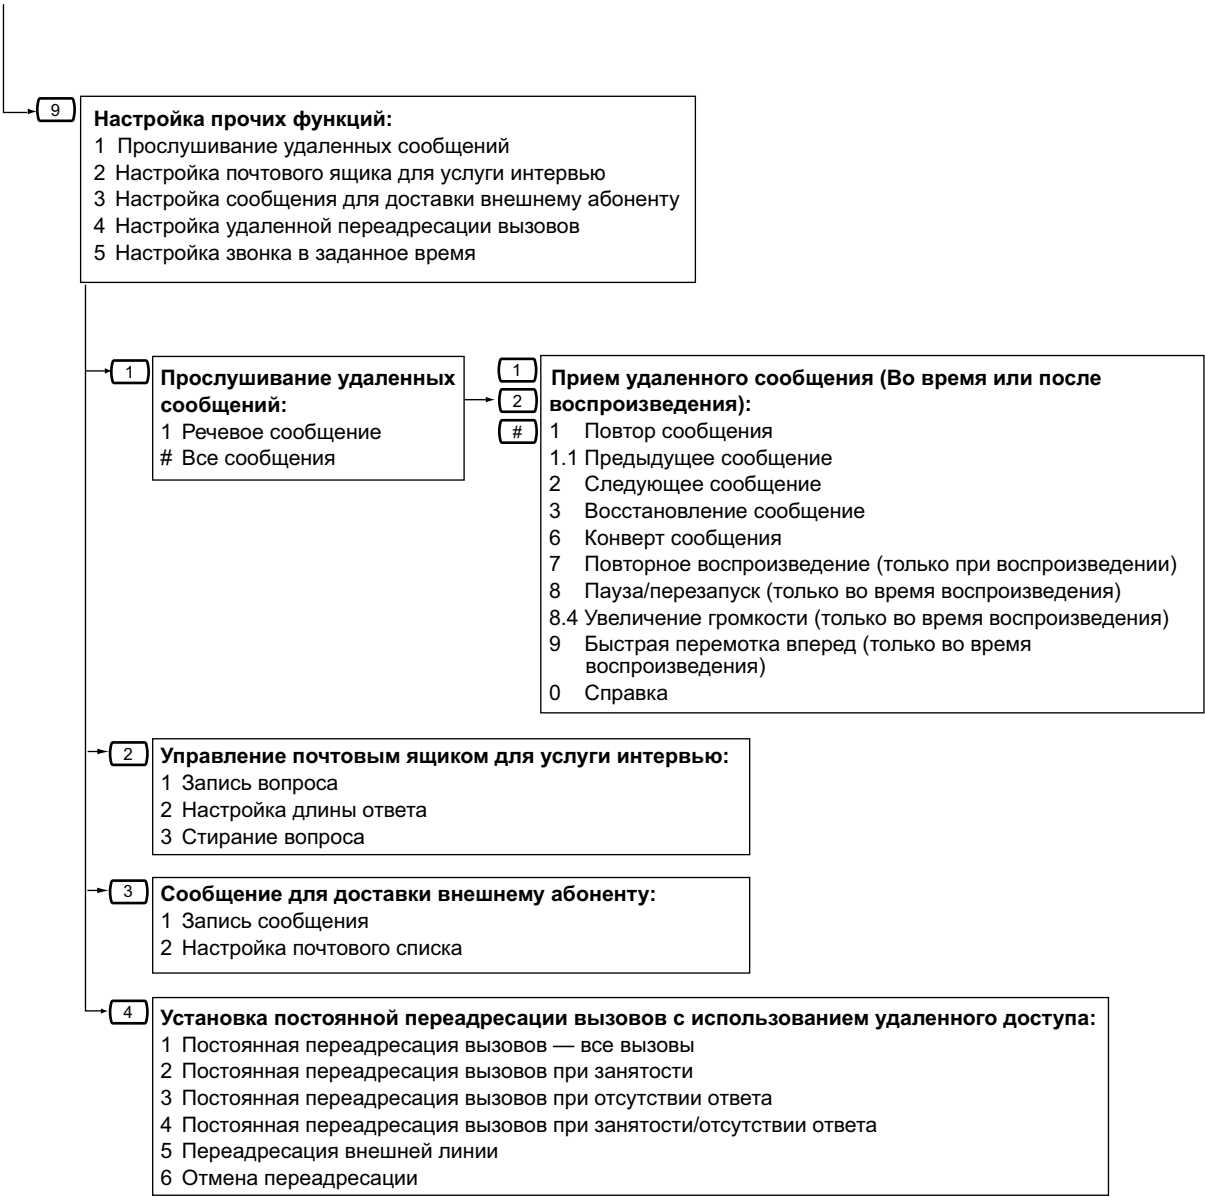 9
Настройка прочих функций:
1 Прослушивание удаленных сообщений
2 Настройка почтового ящика для услуги интервью
3 Настройка сообщения для доставки внешнему абоненту
4 Настройка удаленной переадресации вызовов
5 Настройка звонка в заданное время
1
Прослушивание удаленных
сообщений:
1 Речевое сообщение
# Все сообщения
1
2
#
Прием удаленного сообщения (Во время или после
воспроизведения):
1 Повтор сообщения
1.1 Предыдущее сообщение
2 Следующее сообщение
3 Восстановление сообщение
6 Конверт сообщения
7 Повторное воспроизведение (только при воспроизведении)
8 Пауза/перезапуск (только во время воспроизведения)
8.4 Увеличение громкости (только во время воспроизведения)
9 Быстрая перемотка вперед (только во время
воспроизведения)
0 Справка
2
Управление почтовым ящиком для услуги интервью:
1 Запись вопроса
2 Настройка длины ответа
3 Стирание вопроса
3
Сообщение для доставки внешнему абоненту:
1 Запись сообщения
2 Настройка почтового списка
4
Установка постоянной переадресации вызовов с использованием удаленного доступа:
1 Постоянная переадресация вызовов — все вызовы
2 Постоянная переадресация вызовов при занятости
3 Постоянная переадресация вызовов при отсутствии ответа
4 Постоянная переадресация вызовов при занятости/отсутствии ответа
5 Переадресация внешней линии
6 Отмена переадресации